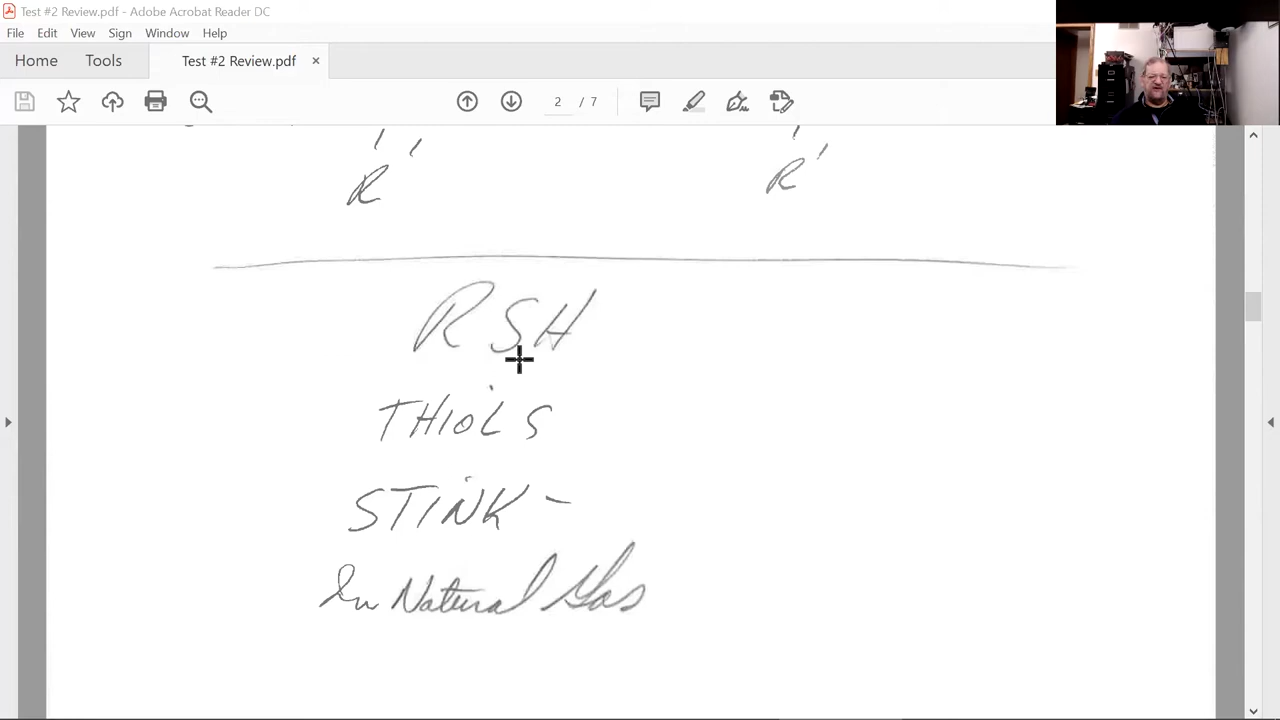 Test #2 Review.pdf - Adobe Acrobat Reader DC
File Edit View Sign Window Help
Home Tools Test #2 Review.pdf ×
2 / 7
R' R'
RSH
THIOLS
STINK -
In Natural Gas